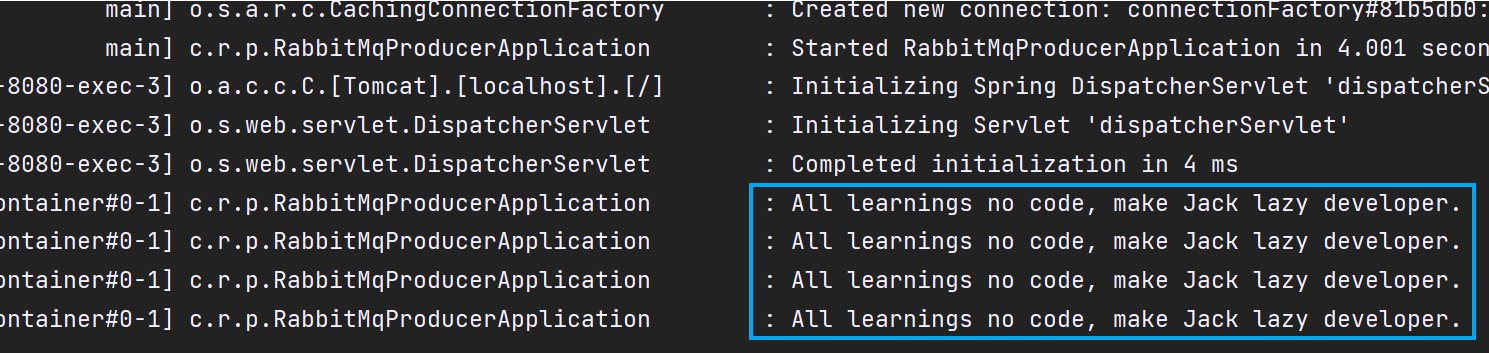 main] o.s.a.r.c.CachingConnectionFactory : Created new connection: connectionFactory#81b5db0:
main] c.r.p.RabbitMqProducerApplication : Started RabbitMqProducerApplication in 4.001 secon
-8080-exec-3] o.a.c.c.C.[Tomcat].[localhost].[/] : Initializing Spring DispatcherServlet 'dispatcherS
-8080-exec-3] o.s.web.servlet.DispatcherServlet : Initializing Servlet 'dispatcherServlet'
-8080-exec-3] o.s.web.servlet.DispatcherServlet : Completed initialization in 4 ms
ontainer#0-1] c.r.p.RabbitMqProducerApplication : All learnings no code, make Jack lazy developer.
ontainer#0-1] c.r.p.RabbitMqProducerApplication : All learnings no code, make Jack lazy developer.
ontainer#0-1] c.r.p.RabbitMqProducerApplication : All learnings no code, make Jack lazy developer.
ontainer#0-1] c.r.p.RabbitMqProducerApplication : All learnings no code, make Jack lazy developer.